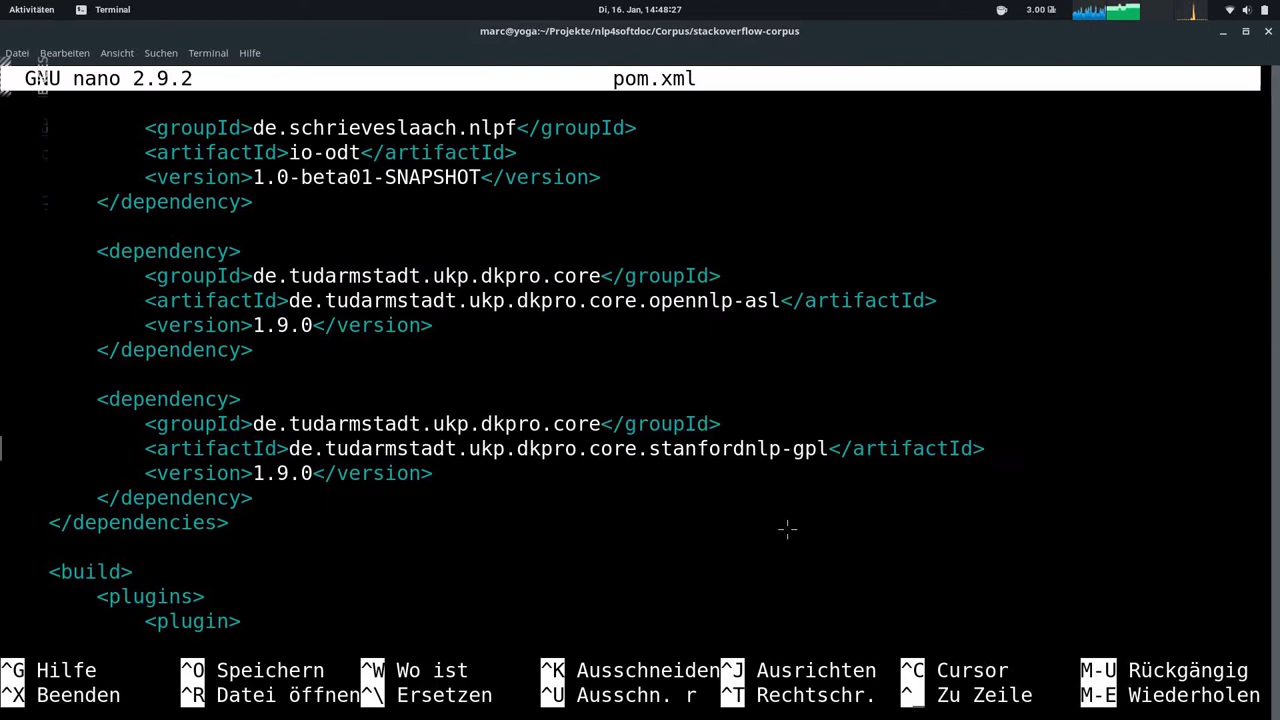 Aktivitäten Terminal Di, 16. Jan, 14:48:27 3.00
marc@yoga:~/Projekte/nlp4softdoc/Corpus/stackoverflow-corpus
Datei Bearbeiten Ansicht Suchen Terminal Hilfe
GNU nano 2.9.2 pom.xml
<groupId>de.schrieveslaach.nlpf</groupId>
<artifactId>io-odt</artifactId>
<version>1.0-beta01-SNAPSHOT</version>
</dependency>
<dependency>
<groupId>de.tudarmstadt.ukp.dkpro.core</groupId>
<artifactId>de.tudarmstadt.ukp.dkpro.core.opennlp-asl</artifactId>
<version>1.9.0</version>
</dependency>
<dependency>
<groupId>de.tudarmstadt.ukp.dkpro.core</groupId>
<artifactId>de.tudarmstadt.ukp.dkpro.core.stanfordnlp-gpl</artifactId>
<version>1.9.0</version>
</dependency>
</dependencies>
<build>
<plugins>
<plugin>
^G Hilfe ^O Speichern ^W Wo ist ^K Ausschneiden ^J Ausrichten ^C Cursor M-U Rückgängig
^X Beenden ^R Datei öffnen ^\ Ersetzen ^U Ausschn. r ^T Rechtschr. ^_ Zu Zeile M-E Wiederholen